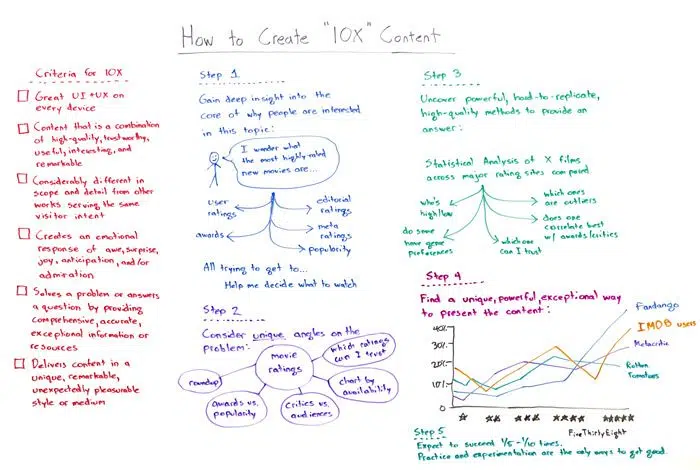 How to Create "10X" Content
Criteria for 10X
Great UI + UX on
every device
Content that is a combination
of high-quality, trustworthy,
useful, interesting, and
remarkable
Considerably different in
scope and detail from other
works serving the same
visitor intent
Creates an emotional
response of awe, surprise,
joy, anticipation, and/or
admiration
Solves a problem or answers
a question by providing
comprehensive, accurate,
exceptional information or
resources
Delivers content in a
unique, remarkable,
unexpectedly pleasurable
style or medium
Step 1
Gain deep insight into the
core of why people are interested
in this topic:
I wonder what
the most highly rated
new movies are...
user
ratings
editorial
ratings
awards
meta
ratings
popularity
All trying to get to...
Help me decide what to watch
Step 2
Consider unique angles on the
problem:
movie
ratings
which ratings
can I trust
roundup
chart by
availability
awards vs.
popularity
critics vs.
audiences
Step 3
Uncover powerful, hard-to-replicate,
high-quality methods to provide an
answer:
Statistical Analysis of X films
across major rating sites compared
who's
high/low
which ones
are outliers
do some
have genre
preferences
does one
correlate best
w/ awards/critics
which one
can I trust
Step 4
Find a unique, powerful, exceptional way
to present the content:
Fandango
IMDB users
Metacritic
Rotten
Tomatoes
40%
30%
20%
10%
0
FiveThirtyEight
Step 5
Expect to succeed 1/5 - 1/10 times.
Practice and experimentation are the only ways to get good.